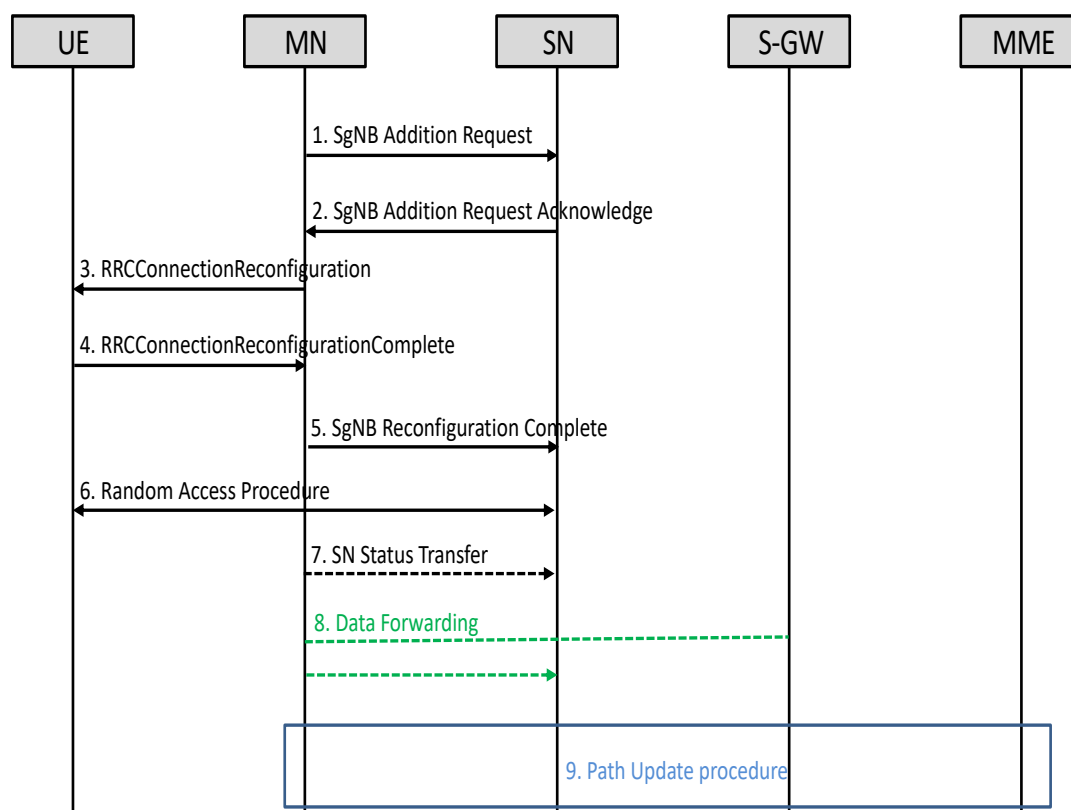 UE
MN
SN
S-GW
MME
1. SgNB Addition Request
2. SgNB Addition Request Acknowledge
3. RRCConnectionReconfiguration
4. RRCConnectionReconfigurationComplete
5. SgNB Reconfiguration Complete
6. Random Access Procedure
7. SN Status Transfer
8. Data Forwarding
9. Path Update procedure